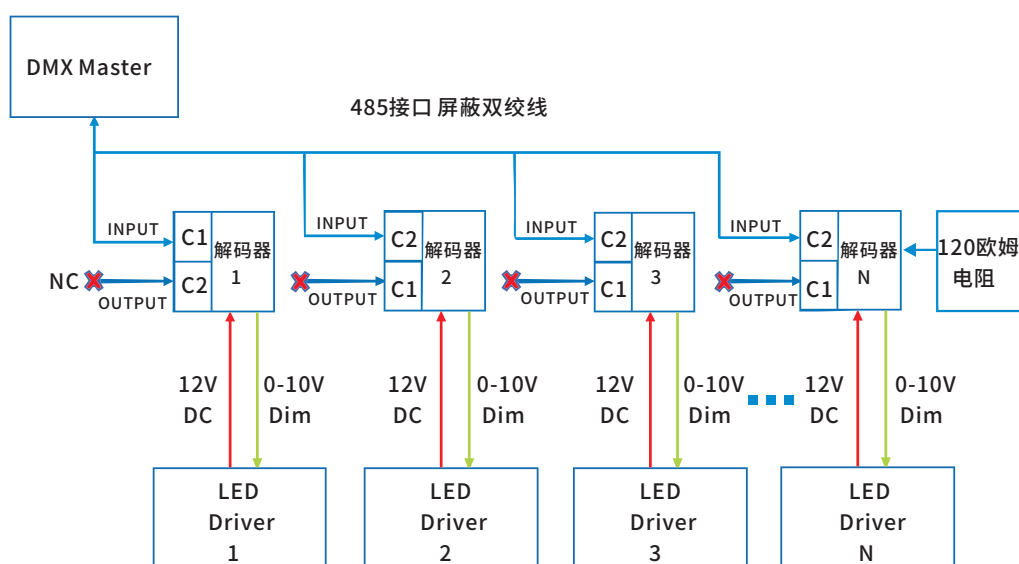 DMX Master
485接口 屏蔽双绞线
INPUT
INPUT
INPUT
INPUT
C1
解码器
1
C2
C2
解码器
2
C1
C2
解码器
3
C1
C2
解码器
N
C1
120欧姆
电阻
NC
OUTPUT
OUTPUT
OUTPUT
OUTPUT
12V
DC
0-10V
Dim
12V
DC
0-10V
Dim
12V
DC
0-10V
Dim
12V
DC
0-10V
Dim
LED
Driver
1
LED
Driver
2
LED
Driver
3
LED
Driver
N